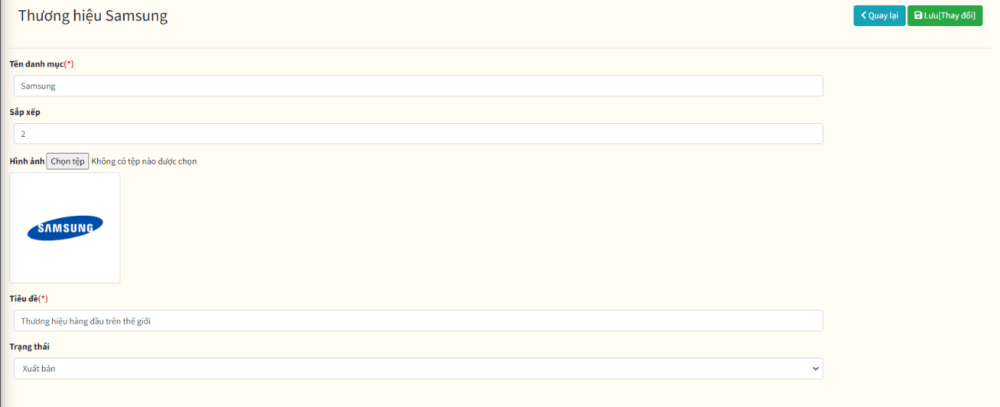 Thương hiệu Samsung
Quay lại
Lưu[Thay đổi]
Tên danh mục(*)
Samsung
Sắp xếp
2
Hình ảnh Chọn tệp Không có tệp nào được chọn
SAMSUNG
Tiêu đề(*)
Thương hiệu hàng đầu trên thế giới
Trạng thái
Xuất bản